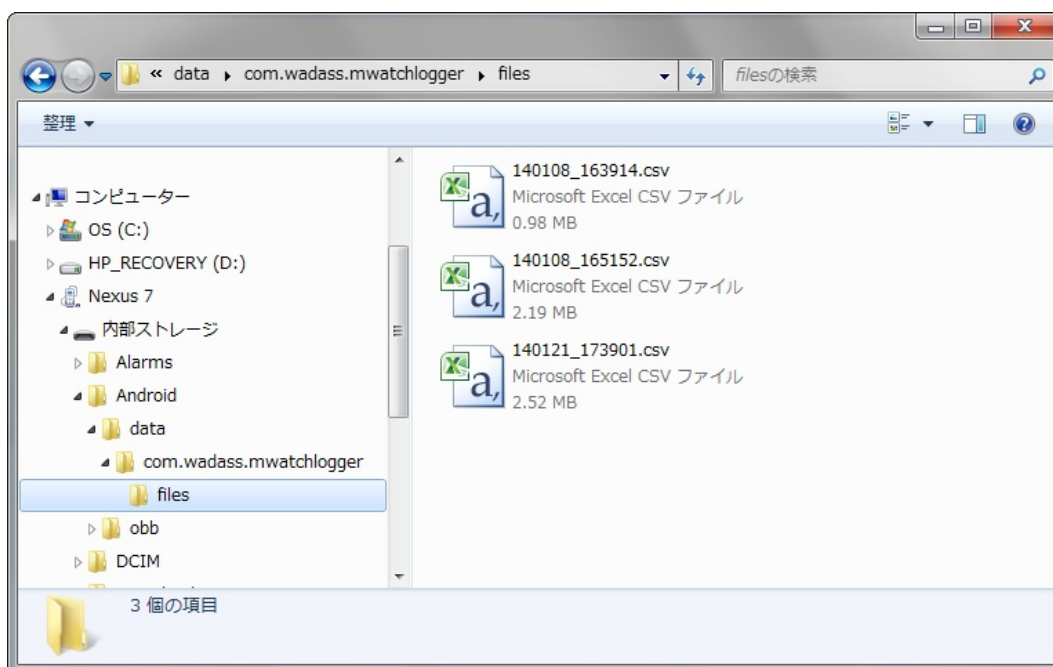 « data ▸ com.wadass.mwatchlogger ▸ files
filesの検索
整理
コンピューター
OS (C:)
HP_RECOVERY (D:)
Nexus 7
内部ストレージ
Alarms
Android
data
com.wadass.mwatchlogger
files
obb
DCIM
140108_163914.csv
Microsoft Excel CSV ファイル
0.98 MB
140108_165152.csv
Microsoft Excel CSV ファイル
2.19 MB
140121_173901.csv
Microsoft Excel CSV ファイル
2.52 MB
3 個の項目